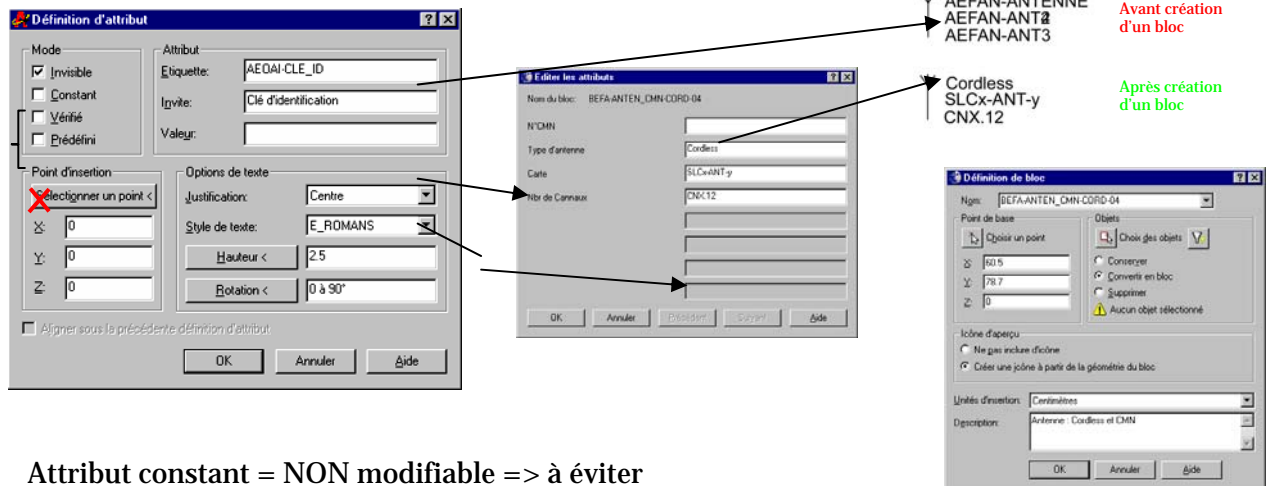 Définition d'attribut
Mode
Invisible
Constant
Vérifié
Prédéfini
Attribut
Etiquette: AEOAI-CLE_ID
Invite: Clé d'identification
Valeur:
Point d'insertion
Sélectionner un point <
X: 0
Y: 0
Z: 0
Options de texte
Justification: Centre
Style de texte: E_ROMANS
Hauteur < 2.5
Rotation < 0 à 90°
Aligner sous la précédente définition d'attribut
OK Annuler Aide
Editer les attributs
Nom du bloc: BEFA-ANTEN_CMN-CORD-04
N°CMN
Type d'antenne Cordless
Carte SLCx-ANT-y
Nbr de Cannaux CNX.12
OK Annuler Précédent Suivant Aide
AEFAN-ANTENNE
AEFAN-ANT
AEFAN-ANT3
Avant création
d'un bloc
Cordless
SLCx-ANT-y
CNX.12
Après création
d'un bloc
Définition de bloc
Nom: BEFA-ANTEN_CMN-CORD-04
Point de base
Choisir un point
X: 60.5
Y: 78.7
Z: 0
Objets
Choix des objets
Conserver
Convertir en bloc
Supprimer
Aucun objet sélectionné
Icône d'aperçu
Ne pas inclure d'icône
Créer une icône à partir de la géométrie du bloc
Unités d'insertion: Centimètres
Description: Antenne : Cordless et CMN
OK Annuler Aide
Attribut constant = NON modifiable => à éviter